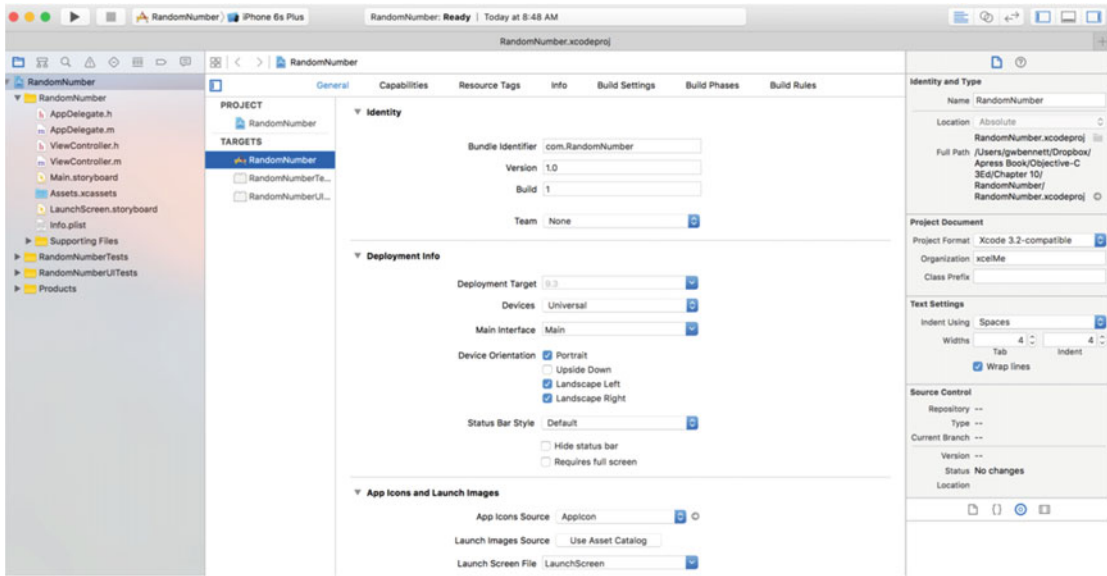 RandomNumber
iPhone 6s Plus
RandomNumber: Ready | Today at 8:48 AM
RandomNumber.xcodeproj
RandomNumber
RandomNumber
AppDelegate.h
AppDelegate.m
ViewController.h
ViewController.m
Main.storyboard
Assets.xcassets
LaunchScreen.storyboard
Info.plist
Supporting Files
RandomNumberTests
RandomNumberUITests
Products
RandomNumber
General Capabilities Resource Tags Info Build Settings Build Phases Build Rules
PROJECT
RandomNumber
TARGETS
RandomNumber
RandomNumberTe...
RandomNumberUI...
Identity
Bundle Identifier com.RandomNumber
Version 1.0
Build 1
Team None
Deployment Info
Deployment Target 9.3
Devices Universal
Main Interface Main
Device Orientation Portrait
Upside Down
Landscape Left
Landscape Right
Status Bar Style Default
Hide status bar
Requires full screen
App Icons and Launch Images
App Icons Source AppIcon
Launch Images Source Use Asset Catalog
Launch Screen File LaunchScreen
Identity and Type
Name RandomNumber
Location Absolute
RandomNumber.xcodeproj
Full Path /Users/gwbennett/Dropbox/
Apress Book/Objective-C
3Ed/Chapter 10/
RandomNumber/
RandomNumber.xcodeproj
Project Document
Project Format Xcode 3.2-compatible
Organization xcelMe
Class Prefix
Text Settings
Indent Using Spaces
Widths 4 4
Tab Indent
Wrap lines
Source Control
Repository --
Type --
Current Branch --
Version --
Status No changes
Location